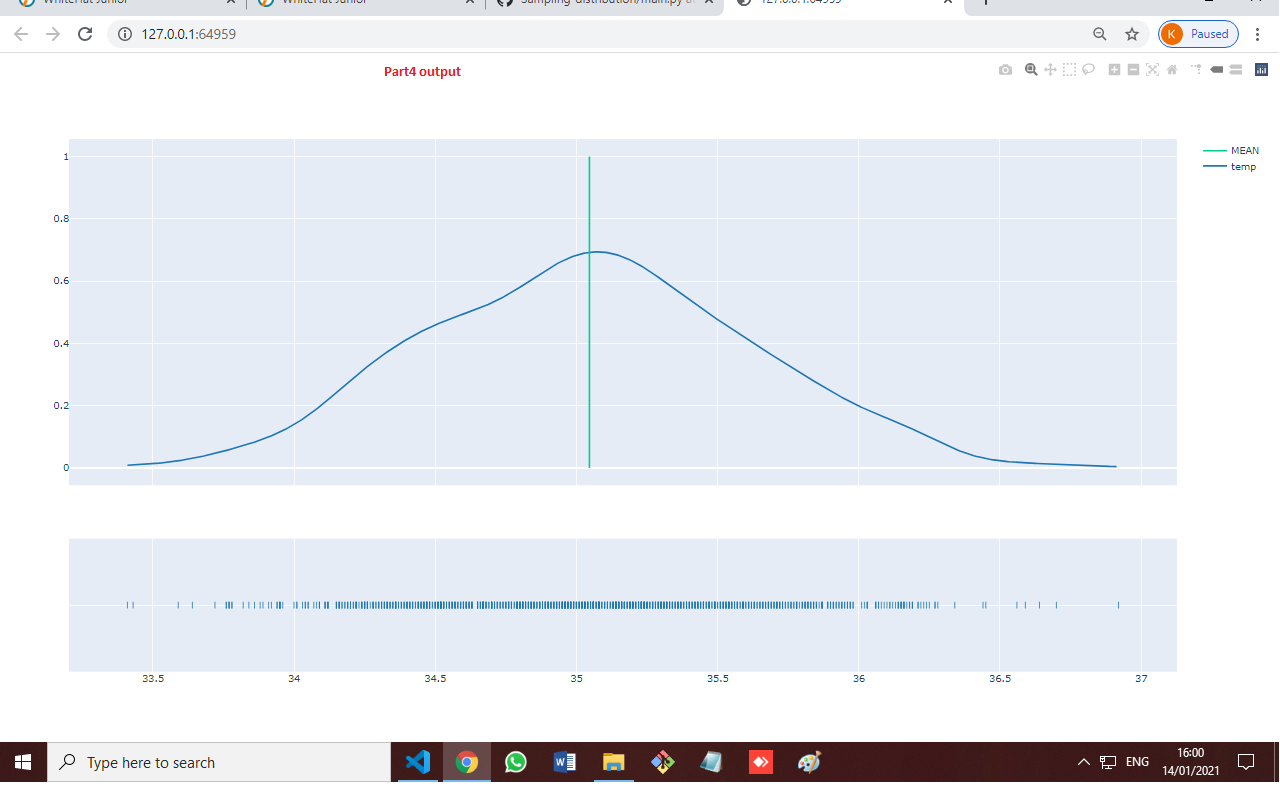 WhiteHat Junior
WhiteHat Junior
Sampling-distribution/main.py at
127.0.0.1:64959
127.0.0.1:64959
K Paused
Part4 output
MEAN
temp
1
0.8
0.6
0.4
0.2
0
33.5 34 34.5 35 35.5 36 36.5 37
Type here to search
ENG
16:00
14/01/2021